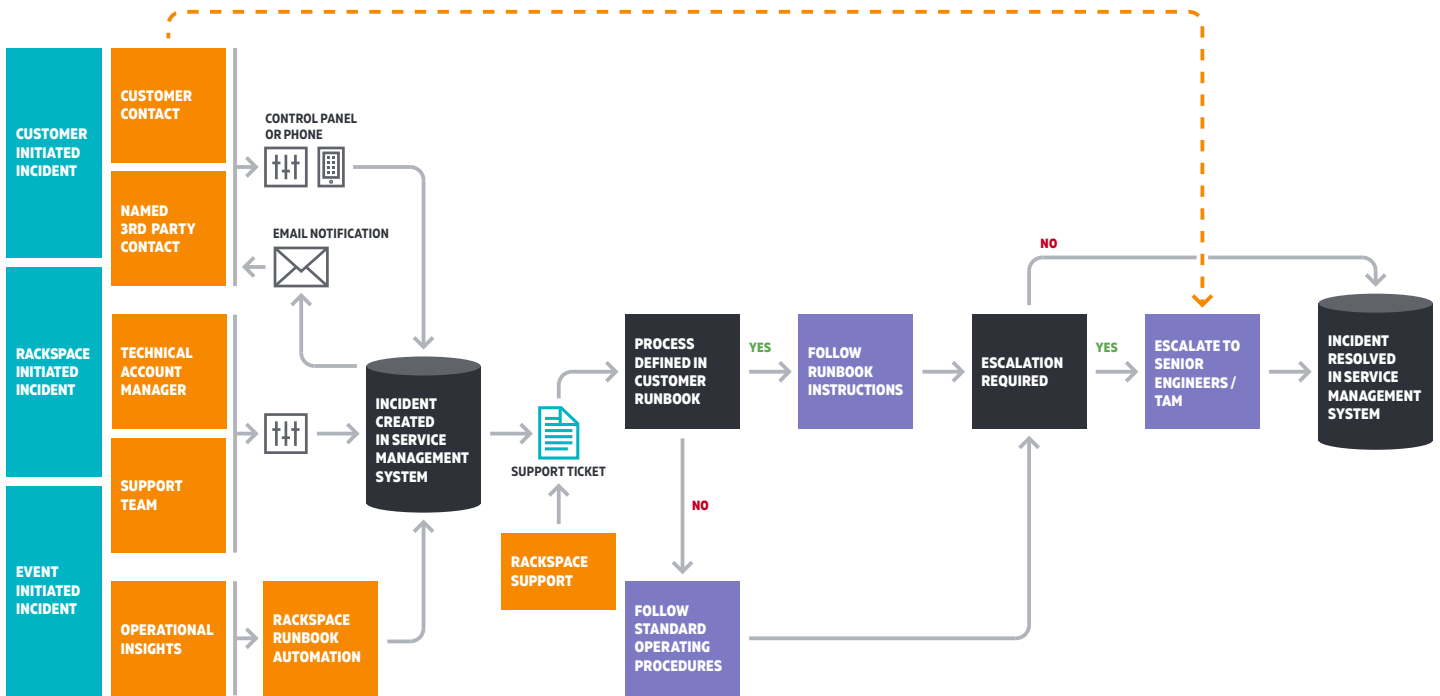 CUSTOMER
INITIATED
INCIDENT
CUSTOMER
CONTACT
NAMED
3RD PARTY
CONTACT
CONTROL PANEL
OR PHONE
EMAIL NOTIFICATION
RACKSPACE
INITIATED
INCIDENT
TECHNICAL
ACCOUNT
MANAGER
SUPPORT
TEAM
EVENT
INITIATED
INCIDENT
OPERATIONAL
INSIGHTS
RACKSPACE
RUNBOOK
AUTOMATION
INCIDENT
CREATED
IN SERVICE
MANAGEMENT
SYSTEM
SUPPORT TICKET
RACKSPACE
SUPPORT
PROCESS
DEFINED IN
CUSTOMER
RUNBOOK
YES
NO
FOLLOW
RUNBOOK
INSTRUCTIONS
FOLLOW
STANDARD
OPERATING
PROCEDURES
ESCALATION
REQUIRED
NO
YES
ESCALATE TO
SENIOR
ENGINEERS /
TAM
INCIDENT
RESOLVED
IN SERVICE
MANAGEMENT
SYSTEM